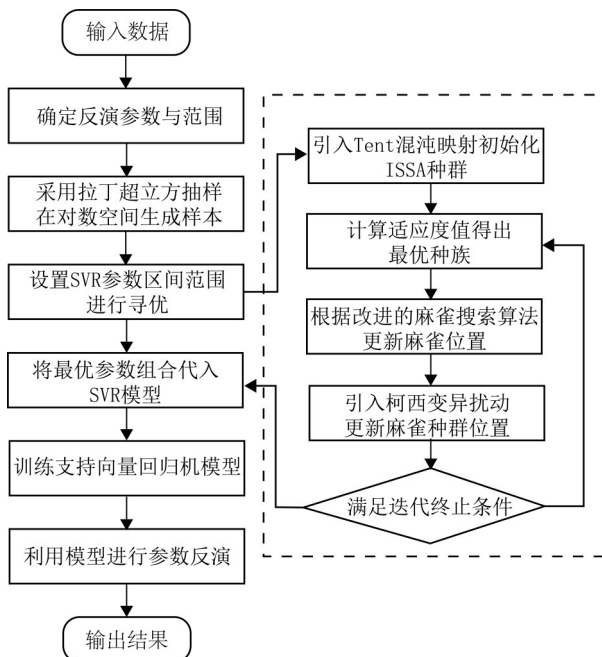 输入数据
确定反演参数与范围
采用拉丁超立方抽样
在对数空间生成样本
设置SVR参数区间范围
进行寻优
将最优参数组合代入
SVR模型
训练支持向量回归机模型
利用模型进行参数反演
输出结果
引入Tent混沌映射初始化
ISSA种群
计算适应度值得出
最优种族
根据改进的麻雀搜索算法
更新麻雀位置
引入柯西变异扰动
更新麻雀种群位置
满足迭代终止条件